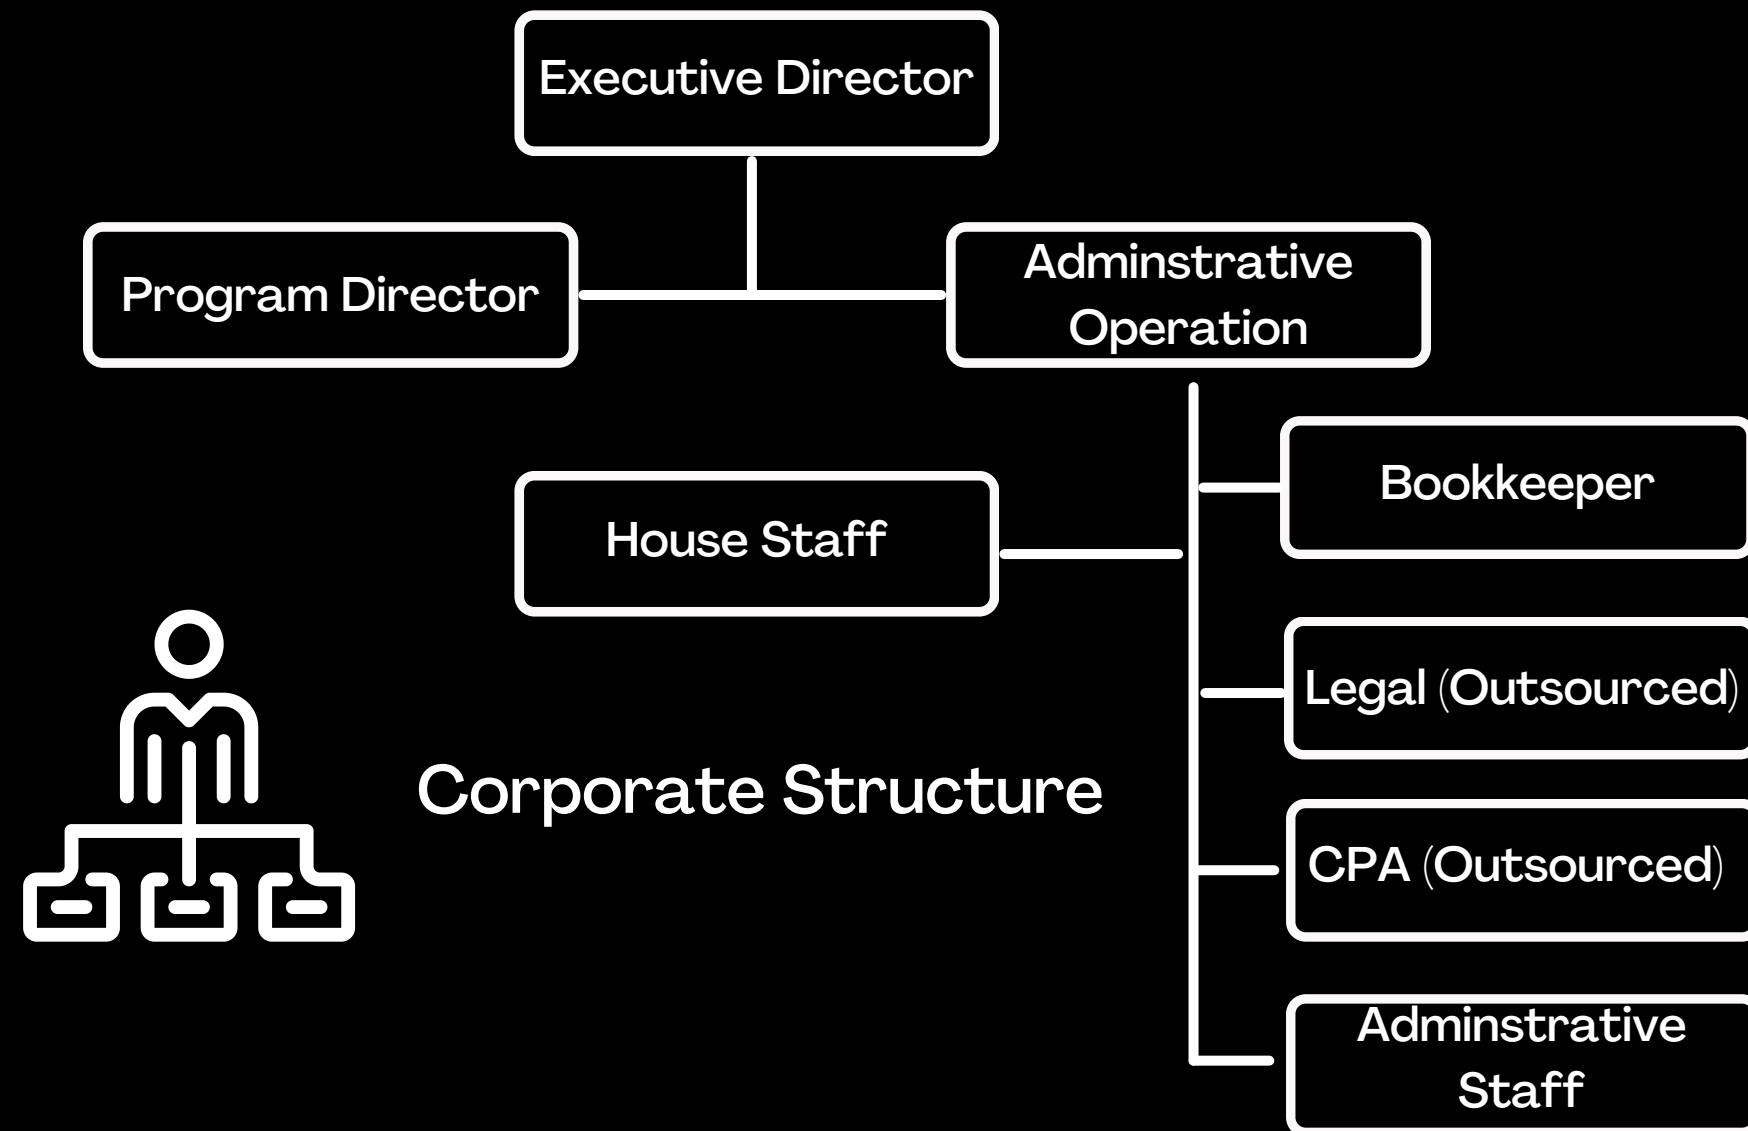 Executive Director
Program Director
Adminstrative
Operation
House Staff
Bookkeeper
Legal (Outsourced)
CPA (Outsourced)
Adminstrative
Staff
Corporate Structure